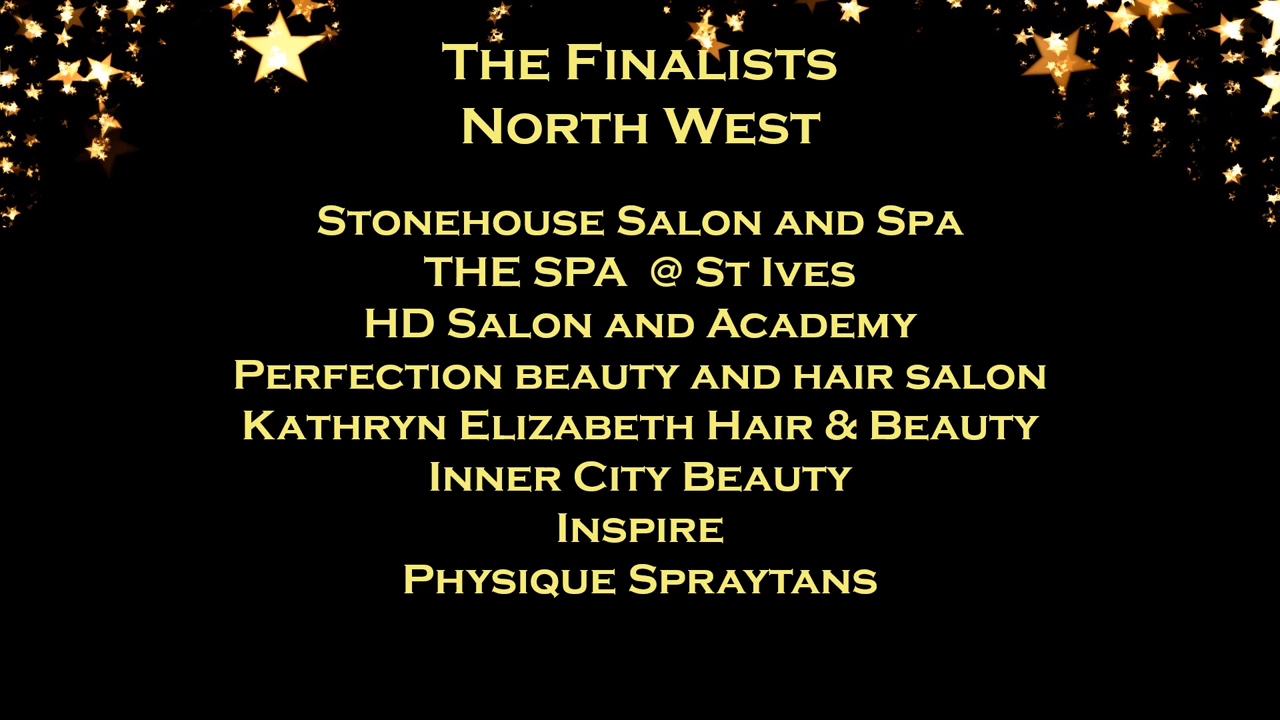 The Finalists
North West
Stonehouse Salon and Spa
THE SPA @ St Ives
HD Salon and Academy
Perfection beauty and hair salon
Kathryn Elizabeth Hair & Beauty
Inner City Beauty
Inspire
Physique Spraytans